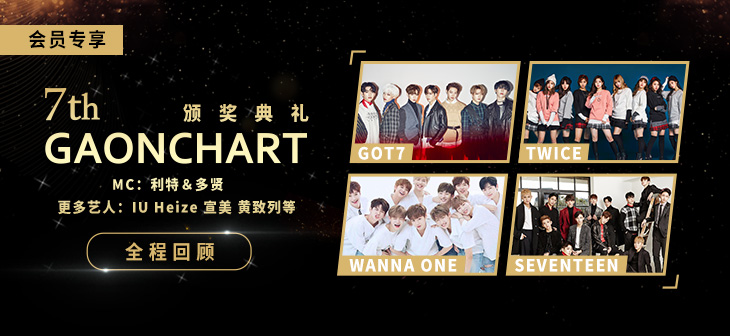 会员专享
7th 颁奖典礼
GAONCHART
MC：利特＆多贤
更多艺人：IU Heize 宣美 黄致列等
全程回顾
GOT7
TWICE
WANNA ONE
SEVENTEEN